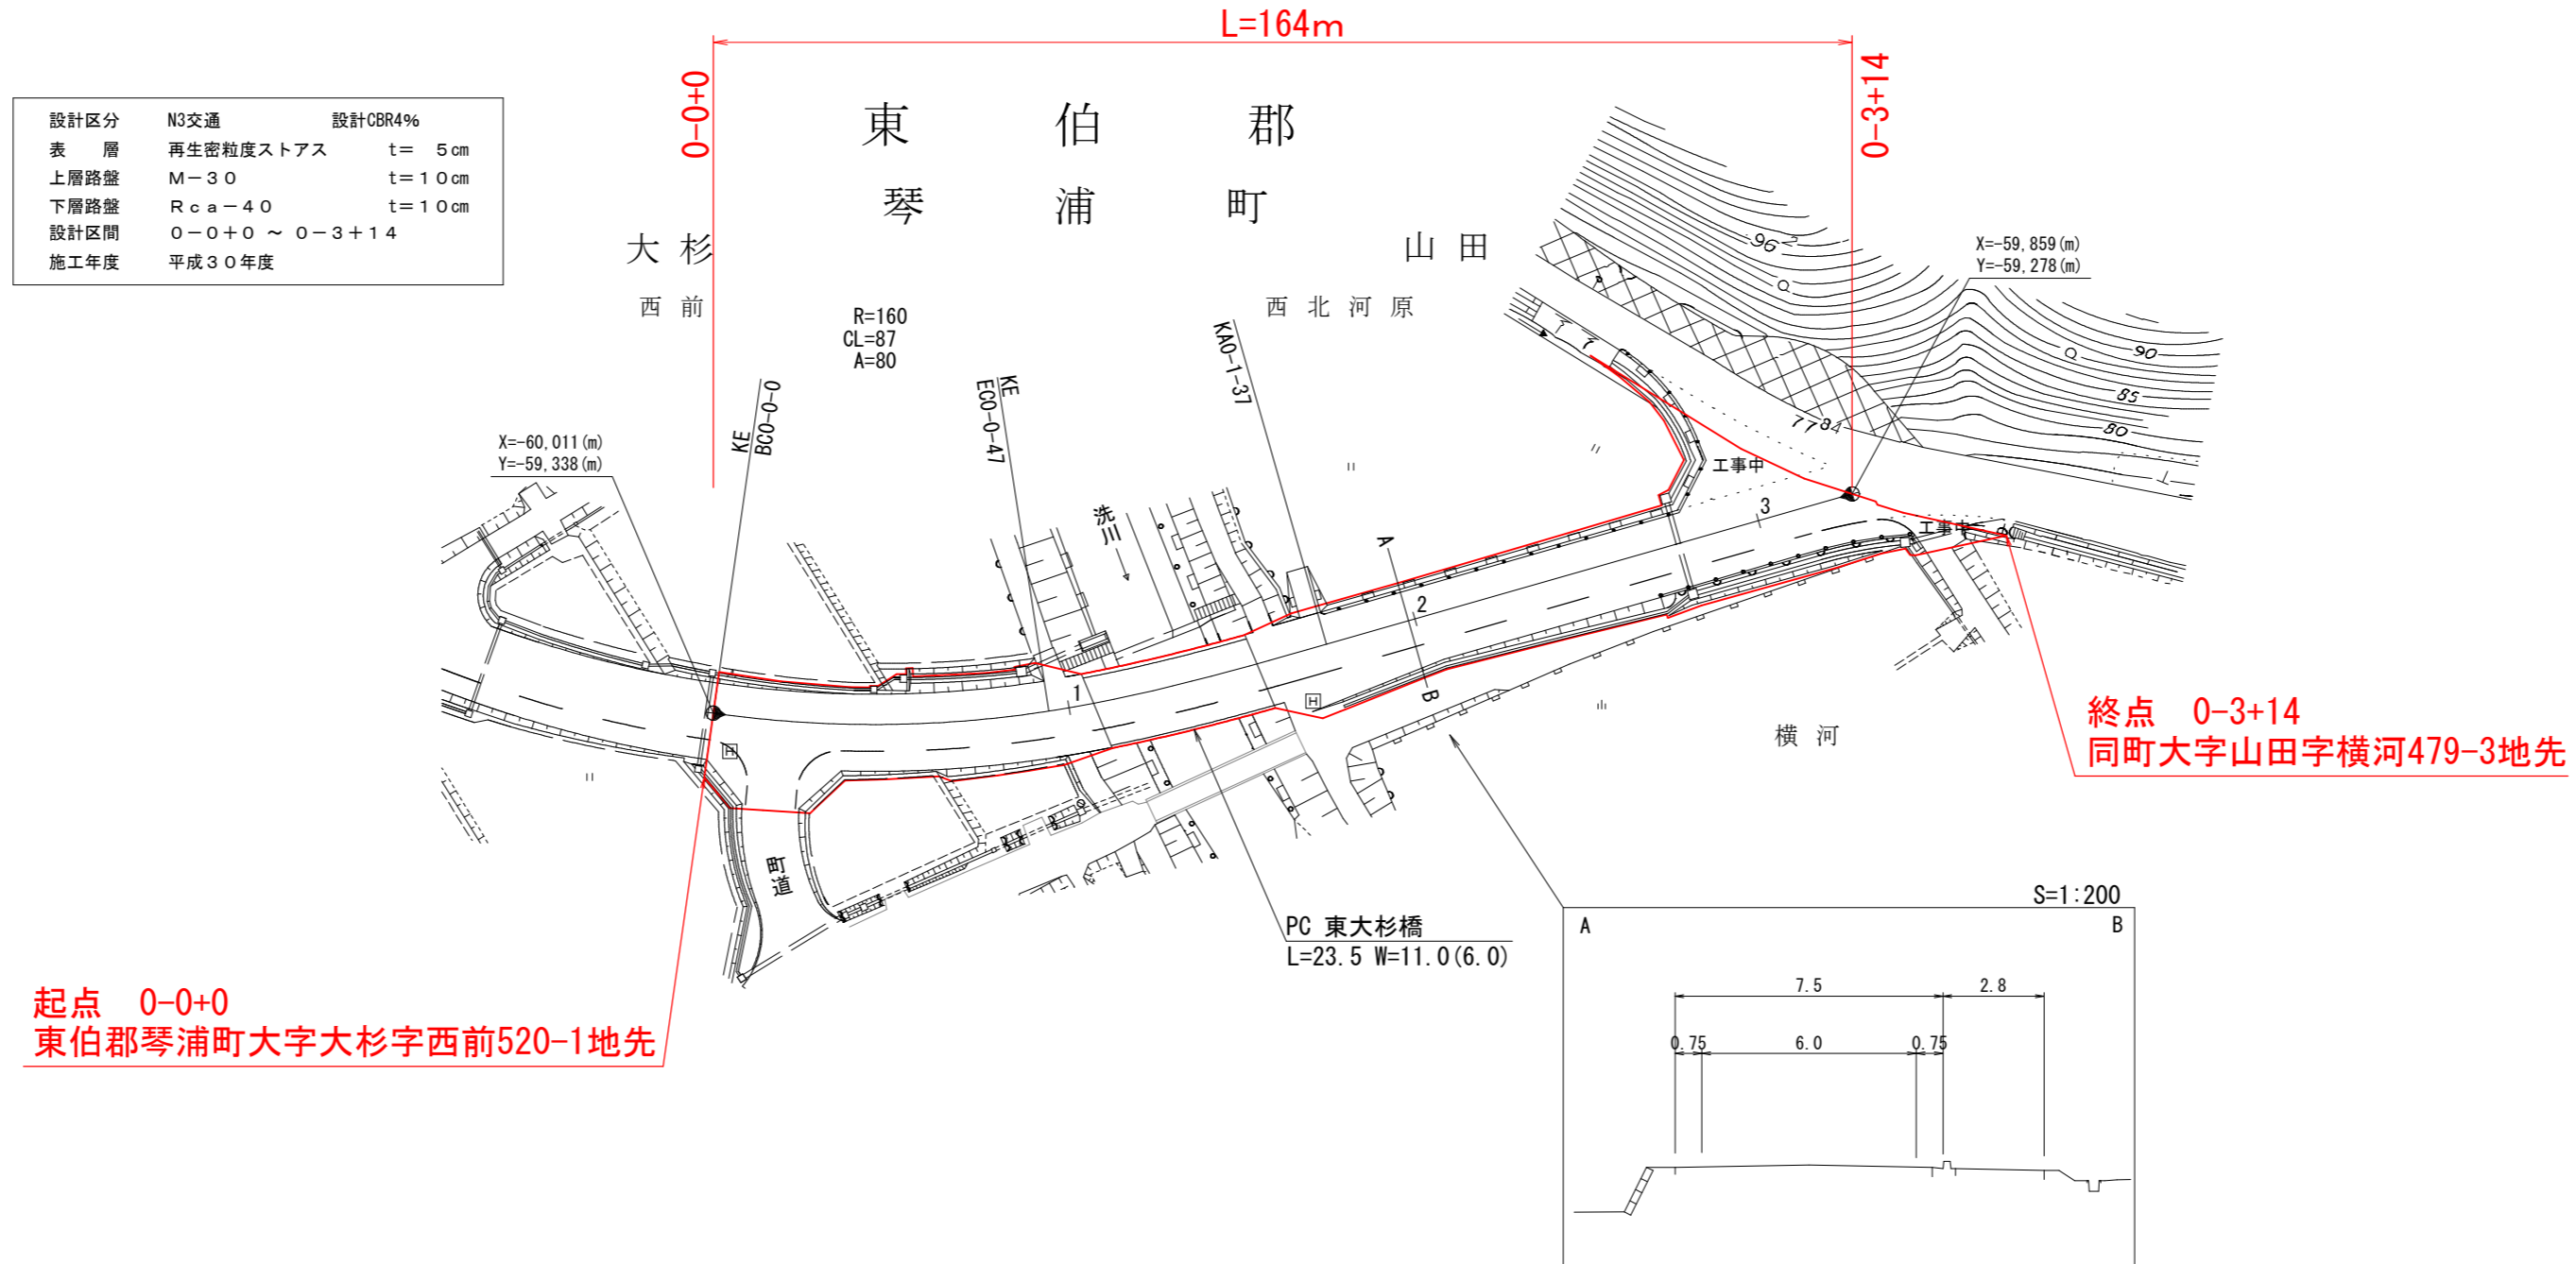 L=164m
0-0+0
0-3+14
設計区分 N3交通 設計CBR4%
表 層 再生密粒度ストアス t= 5cm
上層路盤 M-30 t=10cm
下層路盤 Rca-40 t=10cm
設計区間 0-0+0 ~ 0-3+14
施工年度 平成30年度
東伯郡
琴浦町
大杉
山田
西前
西北河原
R=160
CL=87
A=80
X=-59,859(m)
Y=-59,278(m)
X=-60,011(m)
Y=-59,338(m)
KE
BC0-0-0
KE
EC0-0-47
KA0-1-37
96.2
90
85
80
77.84
工事中
工事中
洗川
A
B
1
2
3
H
H
横河
町道
終点 0-3+14
同町大字山田字横河479-3地先
PC 東大杉橋
L=23.5 W=11.0(6.0)
起点 0-0+0
東伯郡琴浦町大字大杉字西前520-1地先
S=1:200
A B
7.5 2.8
0.75 6.0 0.75